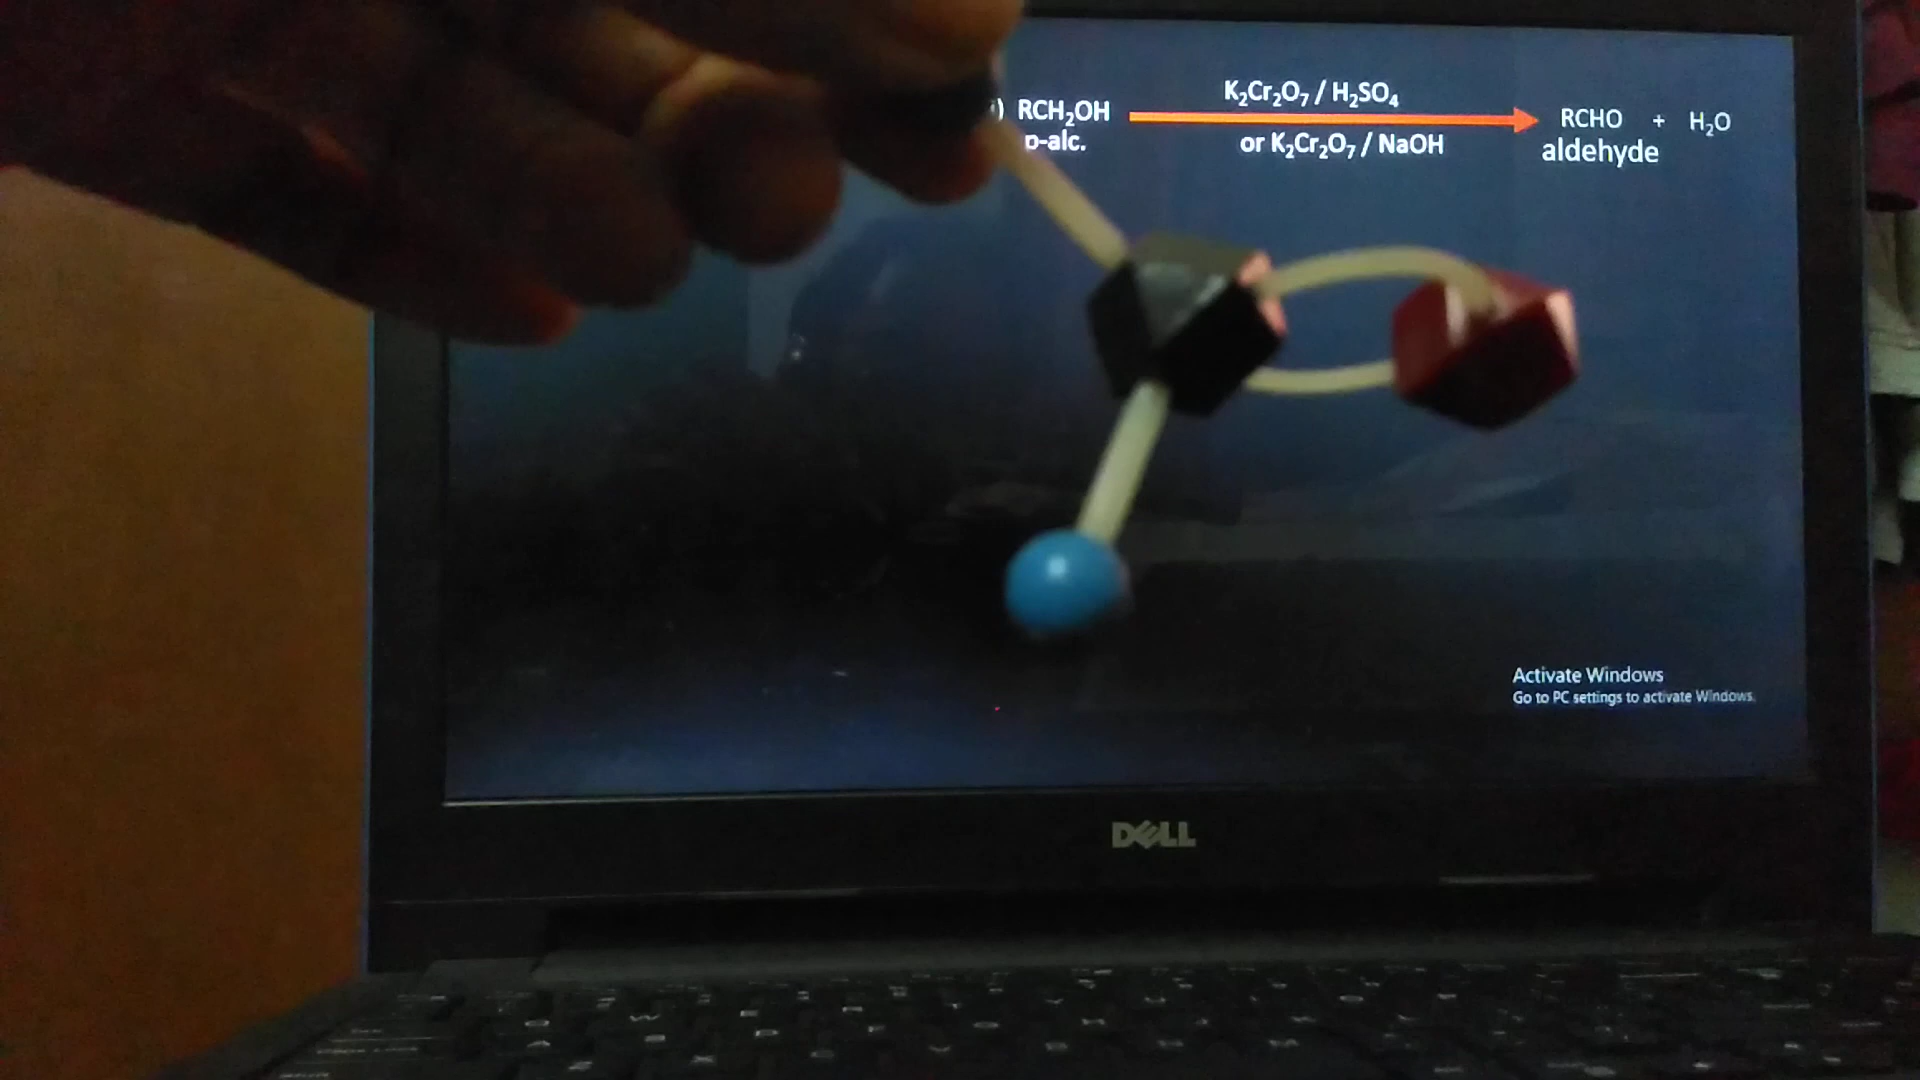 ) RCH₂OH
K₂Cr₂O₇ / H₂SO₄
RCHO + H₂O
p-alc.
or K₂Cr₂O₇ / NaOH
aldehyde
Activate Windows
Go to PC settings to activate Windows.
DELL